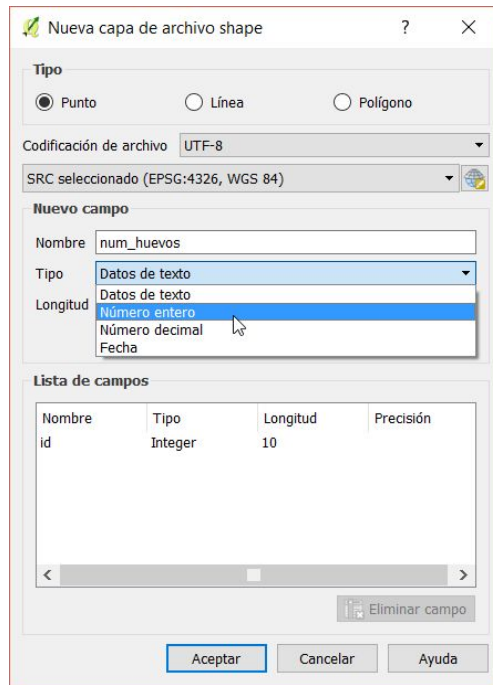 Nueva capa de archivo shape ? ×
Tipo
Punto Línea Polígono
Codificación de archivo UTF-8
SRC seleccionado (EPSG:4326, WGS 84)
Nuevo campo
Nombre num_huevos
Tipo Datos de texto
Datos de texto
Longitud
Número entero
Número decimal
Fecha
Lista de campos
Nombre Tipo Longitud Precisión
id Integer 10
Eliminar campo
Aceptar Cancelar Ayuda